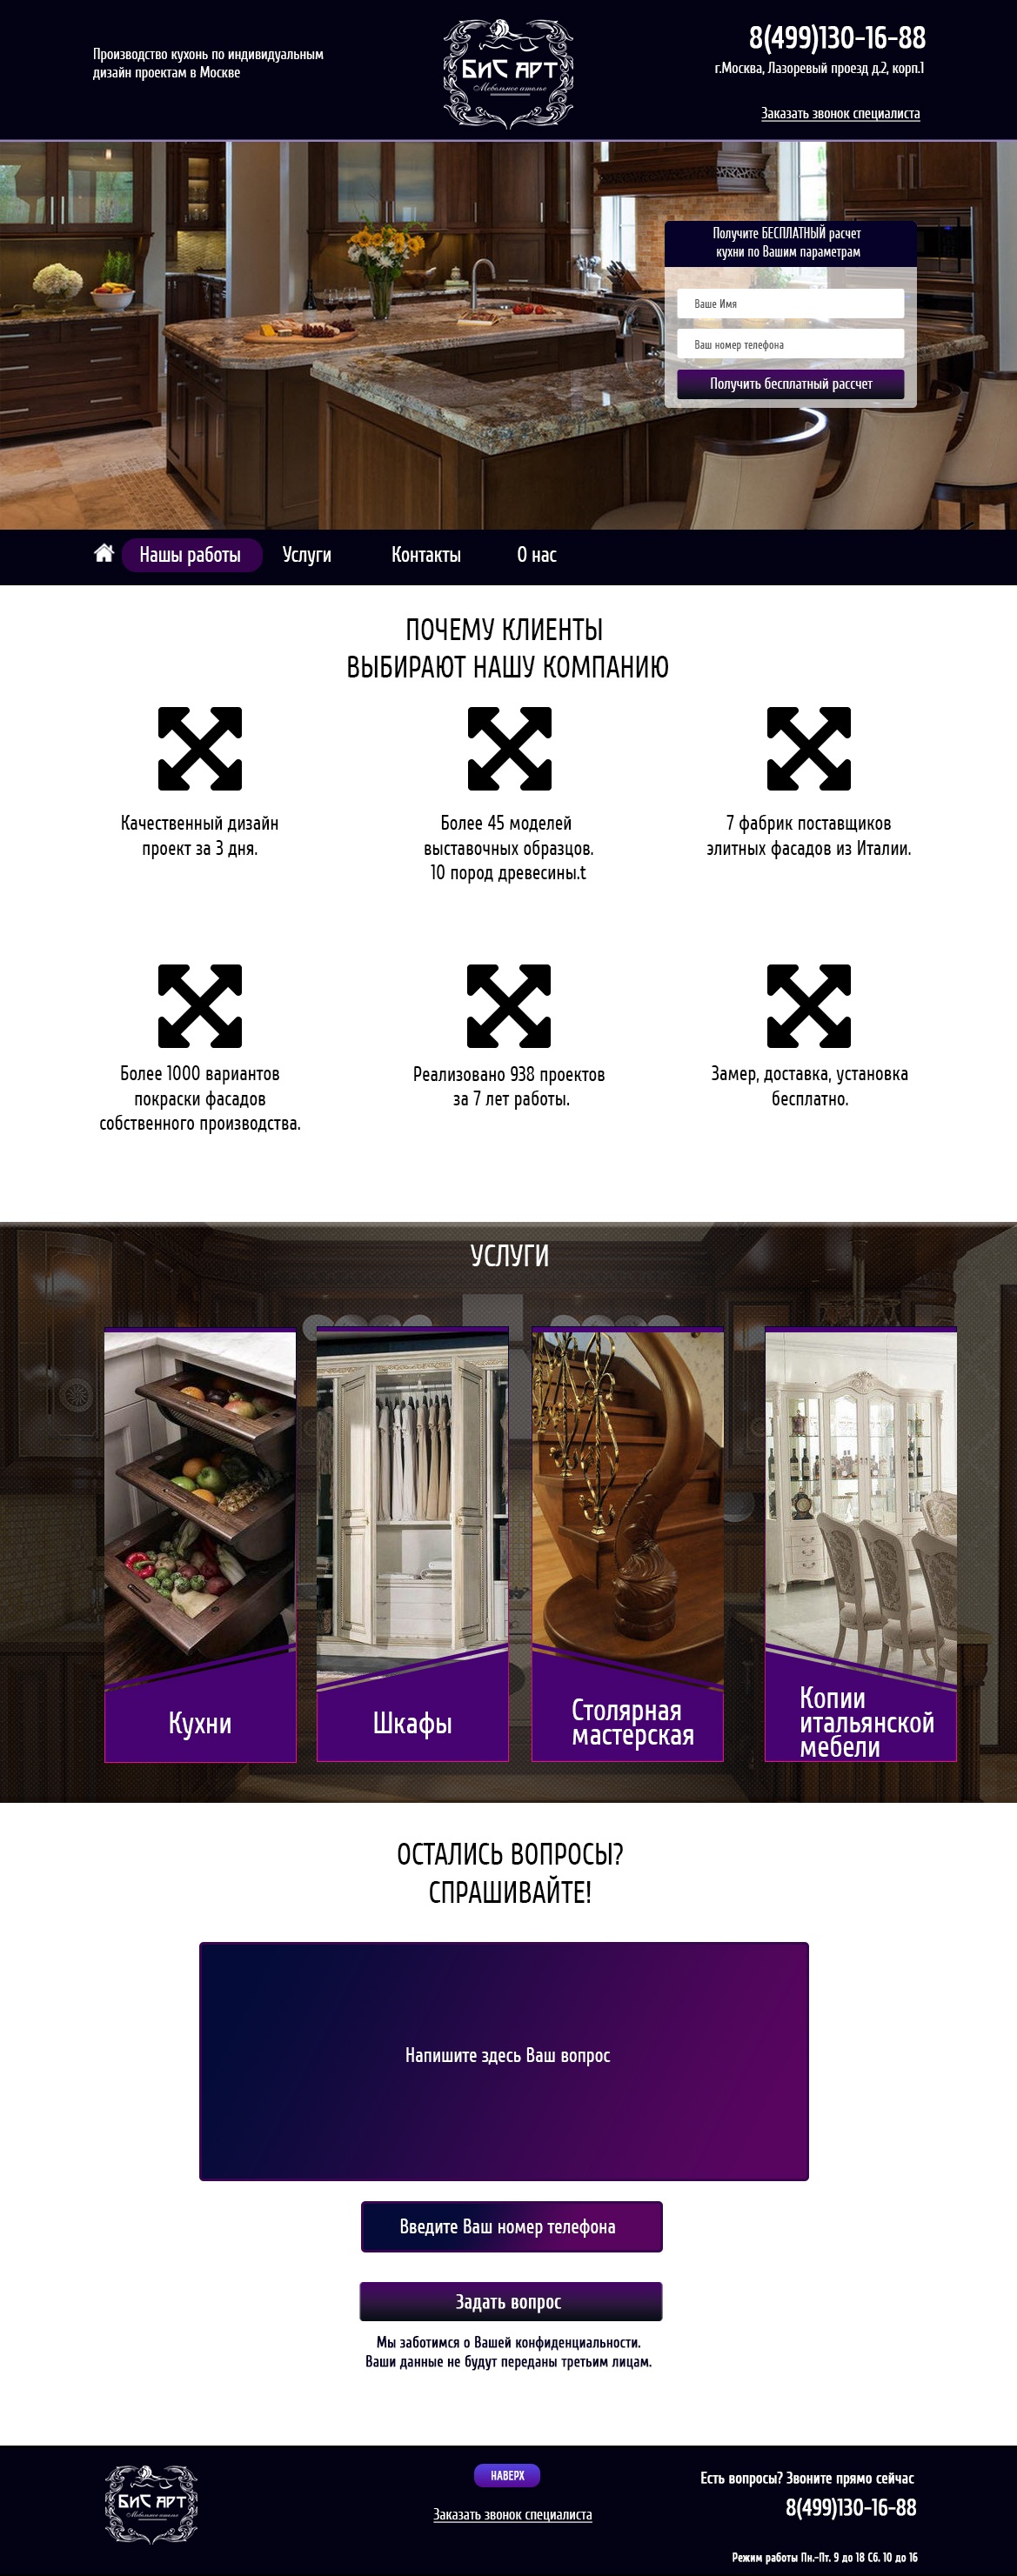 Производство кухонь по индивидуальным
дизайн проектам в Москве
БИС АРТ
Мебельное ателье
8(499)130-16-88
г.Москва, Лазоревый проезд д.2, корп.1
Заказать звонок специалиста
Получите БЕСПЛАТНЫЙ расчет
кухни по Вашим параметрам
Ваше Имя
Ваш номер телефона
Получить бесплатный рассчет
Нашы работы
Услуги
Контакты
О нас
ПОЧЕМУ КЛИЕНТЫ
ВЫБИРАЮТ НАШУ КОМПАНИЮ
Качественный дизайн
проект за 3 дня.
Более 45 моделей
выставочных образцов.
10 пород древесины.t
7 фабрик поставщиков
элитных фасадов из Италии.
Более 1000 вариантов
покраски фасадов
собственного производства.
Реализовано 938 проектов
за 7 лет работы.
Замер, доставка, установка
бесплатно.
УСЛУГИ
Кухни
Шкафы
Столярная
мастерская
Копии
итальянской
мебели
ОСТАЛИСЬ ВОПРОСЫ?
СПРАШИВАЙТЕ!
Напишите здесь Ваш вопрос
Введите Ваш номер телефона
Задать вопрос
Мы заботимся о Вашей конфиденциальности.
Ваши данные не будут переданы третьим лицам.
БИС АРТ
Мебельное ателье
НАВЕРХ
Заказать звонок специалиста
Есть вопросы? Звоните прямо сейчас
8(499)130-16-88
Режим работы Пн.-Пт. 9 до 18 Сб. 10 до 16